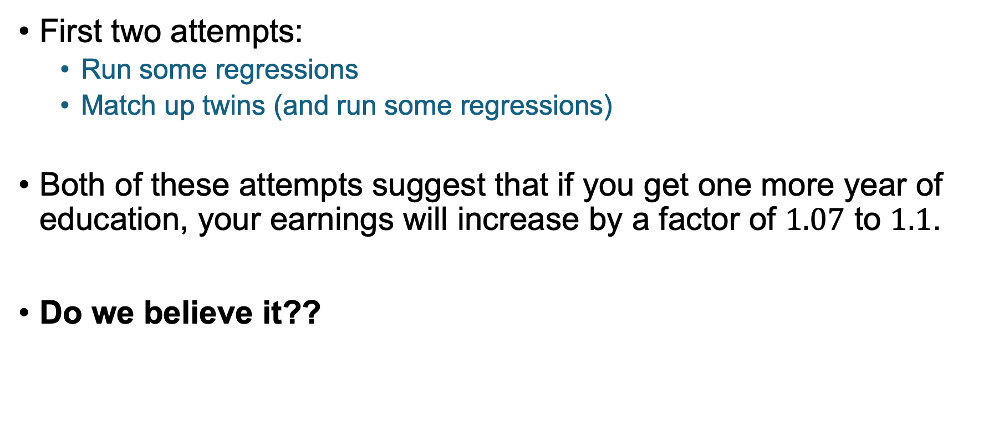 • First two attempts:
• Run some regressions
• Match up twins (and run some regressions)
• Both of these attempts suggest that if you get one more year of
education, your earnings will increase by a factor of 1.07 to 1.1.
• Do we believe it??